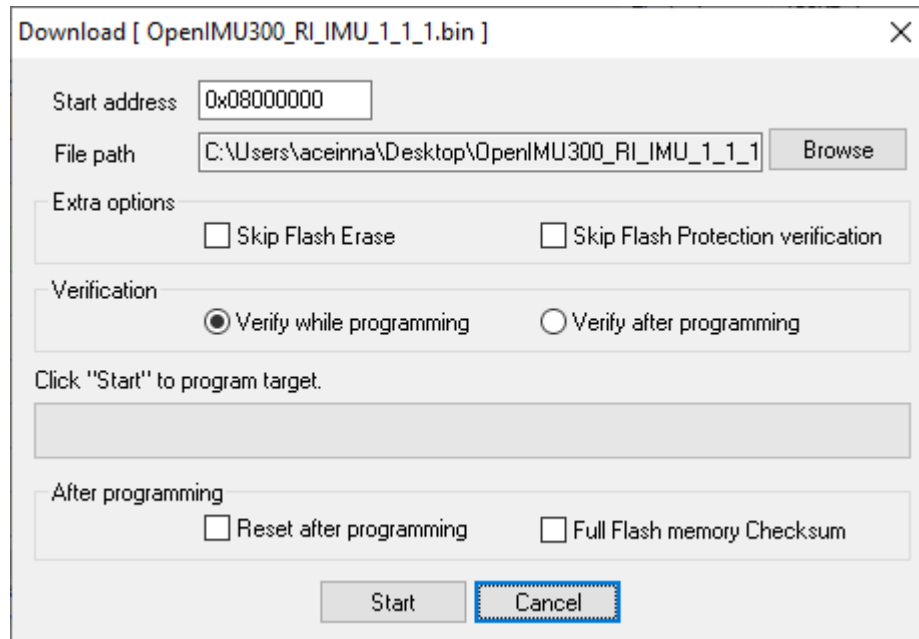 Download [ OpenIMU300_RI_IMU_1_1_1.bin ]
Start address 0x08000000
File path C:\Users\aceinna\Desktop\OpenIMU300_RI_IMU_1_1_1 Browse
Extra options
Skip Flash Erase Skip Flash Protection verification
Verification
Verify while programming Verify after programming
Click "Start" to program target.
After programming
Reset after programming Full Flash memory Checksum
Start Cancel